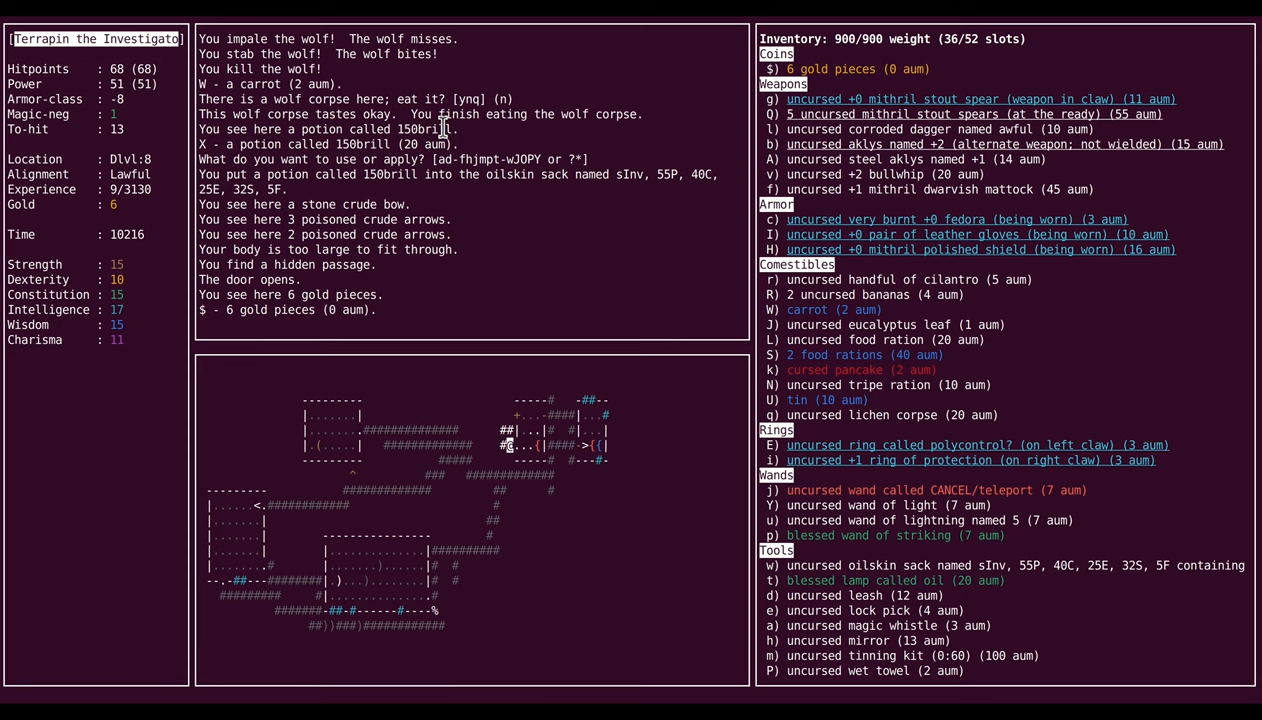 [Terrapin the Investigato]
Hitpoints : 68 (68)
Power : 51 (51)
Armor-class : -8
Magic-neg : 1
To-hit : 13
Location : Dlvl:8
Alignment : Lawful
Experience : 9/3130
Gold : 6
Time : 10216
Strength : 15
Dexterity : 10
Constitution : 15
Intelligence : 17
Wisdom : 15
Charisma : 11
You impale the wolf!  The wolf misses.
You stab the wolf!  The wolf bites!
You kill the wolf!
W - a carrot (2 aum).
There is a wolf corpse here; eat it? [ynq] (n)
This wolf corpse tastes okay.  You finish eating the wolf corpse.
You see here a potion called 150brill.
X - a potion called 150brill (20 aum).
What do you want to use or apply? [ad-fhjmpt-wJOPY or ?*]
You put a potion called 150brill into the oilskin sack named sInv, 55P, 40C,
25E, 32S, 5F.
You see here a stone crude bow.
You see here 3 poisoned crude arrows.
You see here 2 poisoned crude arrows.
Your body is too large to fit through.
You find a hidden passage.
The door opens.
You see here 6 gold pieces.
$ - 6 gold pieces (0 aum).
Inventory: 900/900 weight (36/52 slots)
Coins
$) 6 gold pieces (0 aum)
Weapons
g) uncursed +0 mithril stout spear (weapon in claw) (11 aum)
Q) 5 uncursed mithril stout spears (at the ready) (55 aum)
l) uncursed corroded dagger named awful (10 aum)
b) uncursed aklys named +2 (alternate weapon; not wielded) (15 aum)
A) uncursed steel aklys named +1 (14 aum)
v) uncursed +2 bullwhip (20 aum)
f) uncursed +1 mithril dwarvish mattock (45 aum)
Armor
c) uncursed very burnt +0 fedora (being worn) (3 aum)
I) uncursed +0 pair of leather gloves (being worn) (10 aum)
H) uncursed +0 mithril polished shield (being worn) (16 aum)
Comestibles
r) uncursed handful of cilantro (5 aum)
R) 2 uncursed bananas (4 aum)
W) carrot (2 aum)
J) uncursed eucalyptus leaf (1 aum)
L) uncursed food ration (20 aum)
S) 2 food rations (40 aum)
k) cursed pancake (2 aum)
N) uncursed tripe ration (10 aum)
U) tin (10 aum)
q) uncursed lichen corpse (20 aum)
Rings
E) uncursed ring called polycontrol? (on left claw) (3 aum)
i) uncursed +1 ring of protection (on right claw) (3 aum)
Wands
j) uncursed wand called CANCEL/teleport (7 aum)
Y) uncursed wand of light (7 aum)
u) uncursed wand of lightning named 5 (7 aum)
p) blessed wand of striking (7 aum)
Tools
w) uncursed oilskin sack named sInv, 55P, 40C, 25E, 32S, 5F containing
t) blessed lamp called oil (20 aum)
d) uncursed leash (12 aum)
e) uncursed lock pick (4 aum)
a) uncursed magic whistle (3 aum)
h) uncursed mirror (13 aum)
m) uncursed tinning kit (0:60) (100 aum)
P) uncursed wet towel (2 aum)